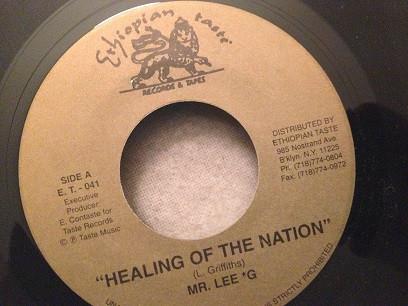 Ethiopian taste
RECORDS & TAPES
SIDE A
E. T. - 041
Executive
Producer:
E. Contaste for
Taste Records
© ℗ Taste Music
DISTRIBUTED BY
ETHIOPIAN TASTE
985 Nostrand Ave.
B'klyn. N.Y. 11225
Ph. (718)774-0804
Fax. (718)774-0972
"HEALING OF THE NATION"
(L. Griffiths)
MR. LEE *G
IS STRICTLY PROHIBITED